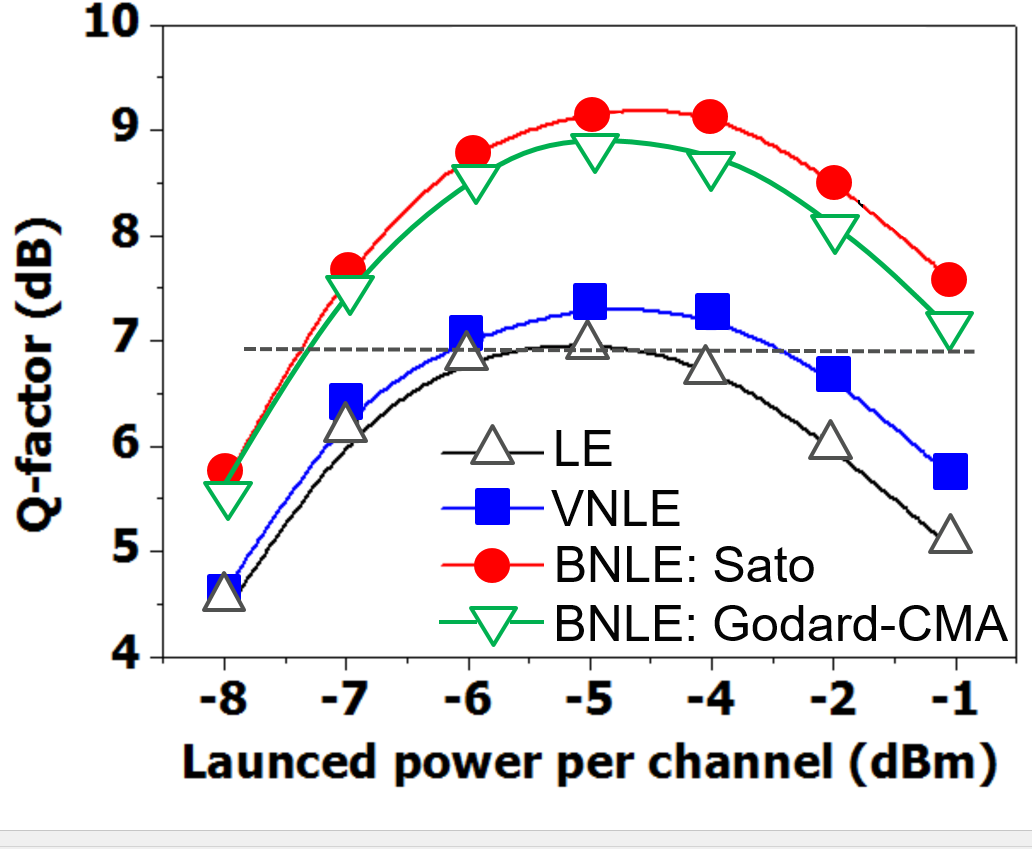 10
9
8
7
6
5
4
Q-factor (dB)
LE
VNLE
BNLE: Sato
BNLE: Godard-CMA
-8 -7 -6 -5 -4 -2 -1
Launced power per channel (dBm)